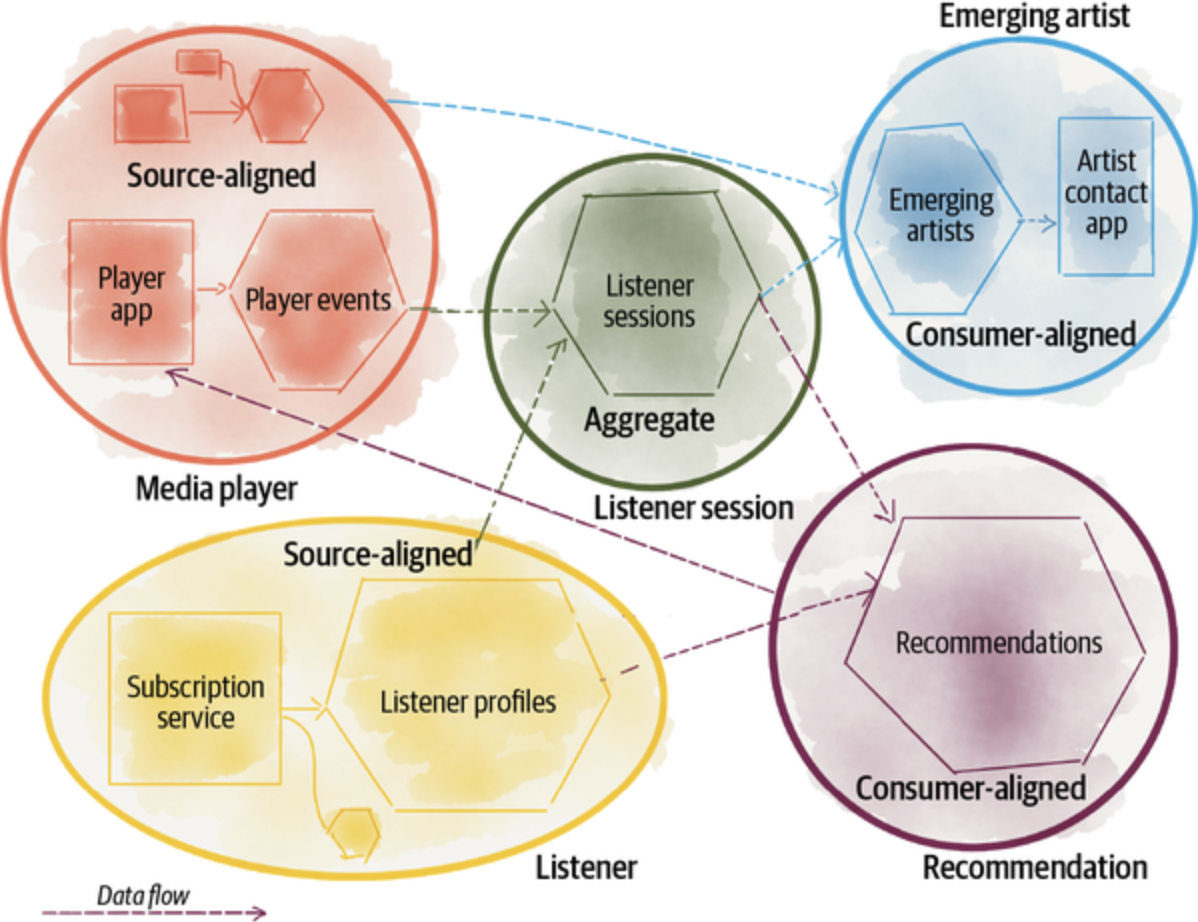 Emerging artist
Source-aligned
Player
app
Player events
Media player
Listener
sessions
Aggregate
Listener session
Emerging
artists
Artist
contact
app
Consumer-aligned
Source-aligned
Subscription
service
Listener profiles
Listener
Recommendations
Consumer-aligned
Recommendation
Data flow